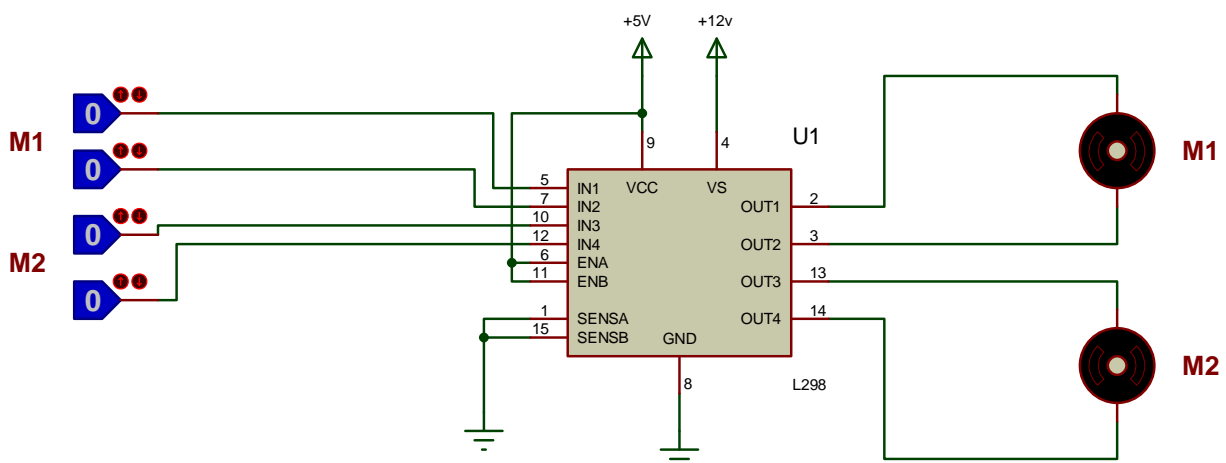 +5V
+12v
0
M1
0
0
M2
0
9
4
U1
5
IN1
VCC
VS
7
IN2
OUT1
2
10
IN3
12
IN4
OUT2
3
6
ENA
11
ENB
OUT3
13
1
SENSA
OUT4
14
15
SENSB
GND
8
L298
M1
M2